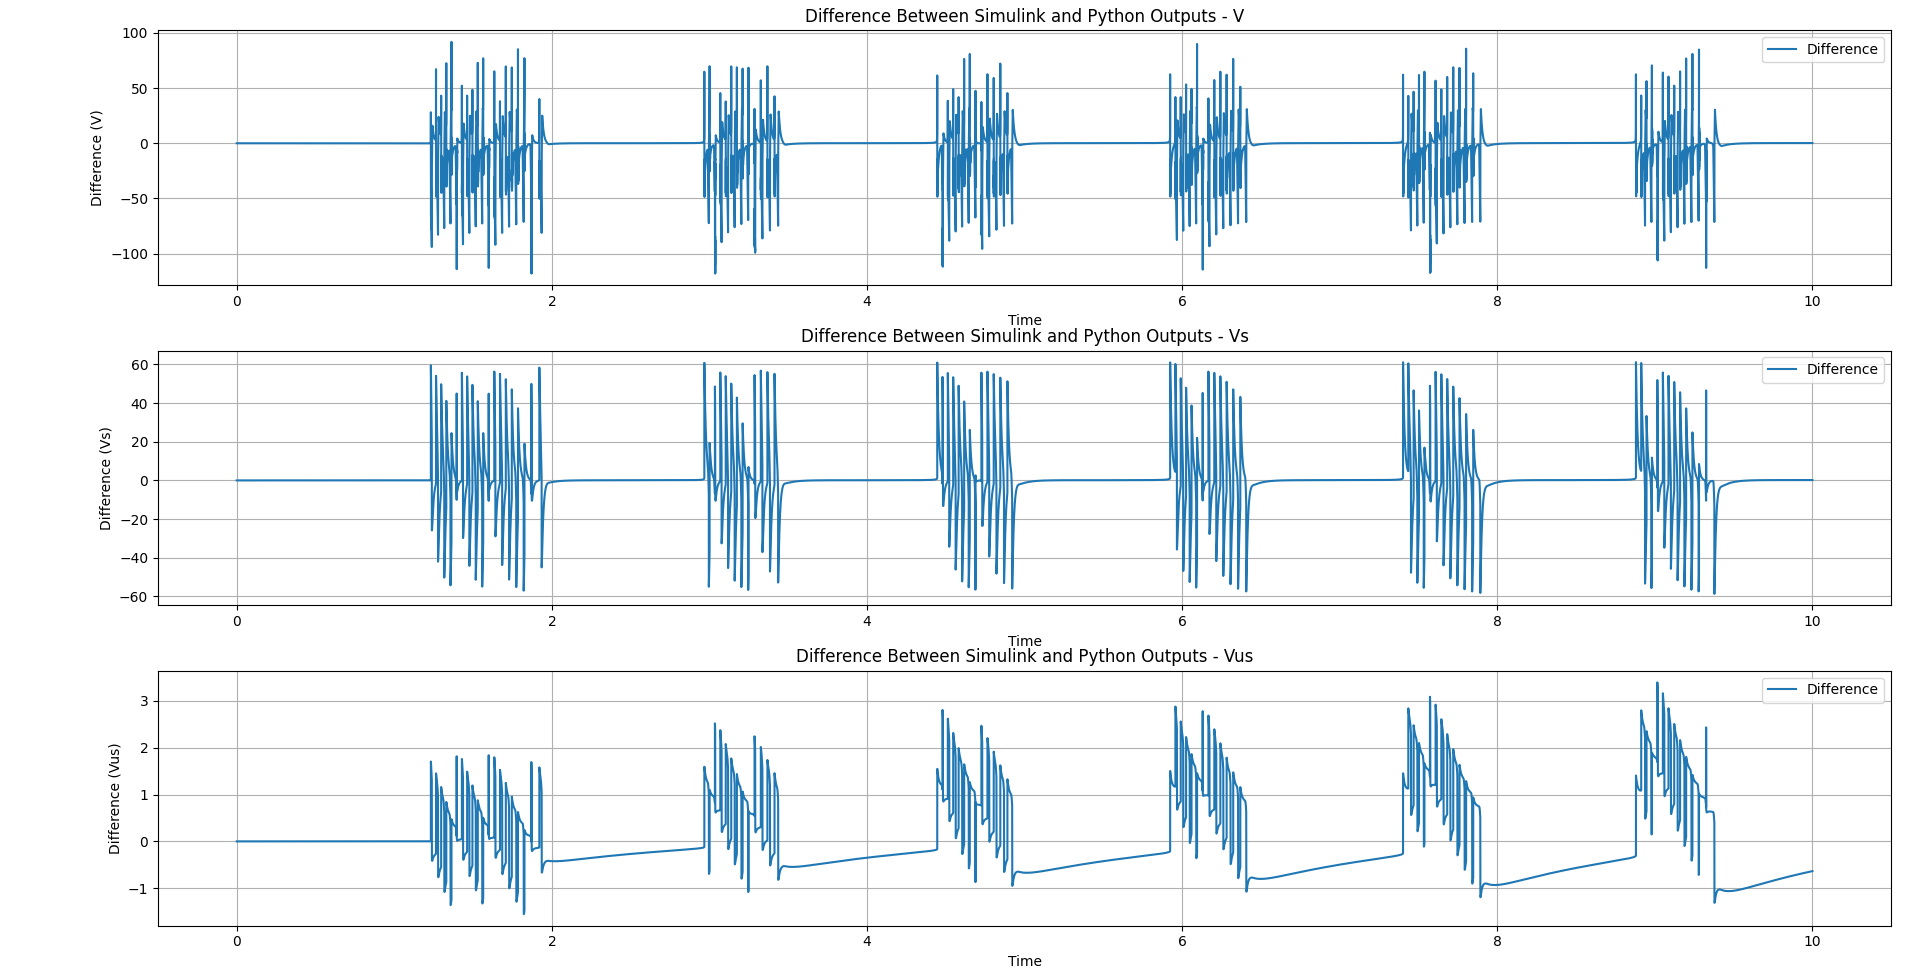 Difference Between Simulink and Python Outputs - V
Difference (V)
100
50
0
−50
−100
Difference
0 2 4 6 8 10
Time
Difference Between Simulink and Python Outputs - Vs
Difference (Vs)
60
40
20
0
−20
−40
−60
Difference
0 2 4 6 8 10
Time
Difference Between Simulink and Python Outputs - Vus
Difference (Vus)
3
2
1
0
−1
Difference
0 2 4 6 8 10
Time